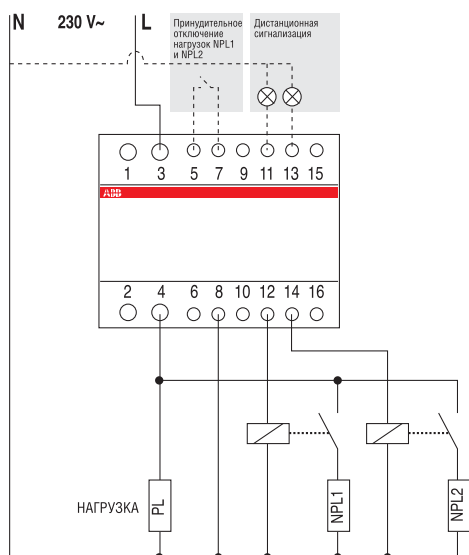 N 230 V~ L
Принудительное
отключение
нагрузок NPL1
и NPL2
Дистанционная
сигнализация
1 3 5 7 9 11 13 15
ABB
2 4 6 8 10 12 14 16
НАГРУЗКА PL
NPL1
NPL2